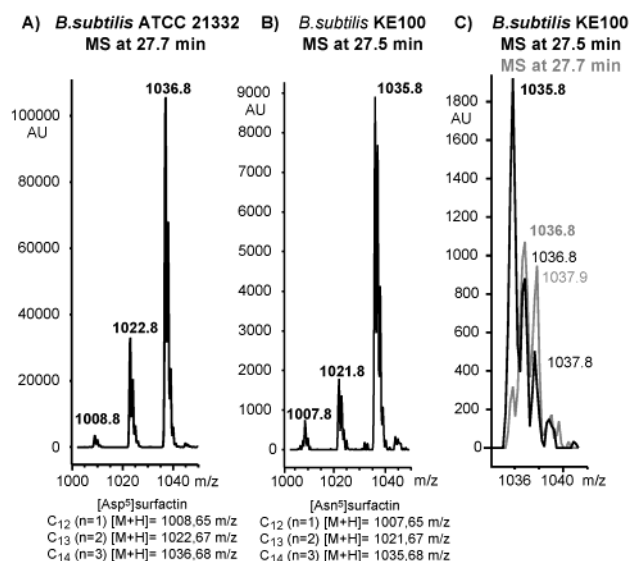 A) B.subtilis ATCC 21332
MS at 27.7 min
1036.8
100000
AU
80000
60000
40000
1022.8
20000
1008.8
0
1000 1020 1040 m/z
[Asp⁵]surfactin
C₁₂ (n=1) [M+H]= 1008,65 m/z
C₁₃ (n=2) [M+H]= 1022,67 m/z
C₁₄ (n=3) [M+H]= 1036,68 m/z
B) B.subtilis KE100
MS at 27.5 min
9000
AU
1035.8
8000
7000
6000
5000
4000
3000
2000
1021.8
1000
1007.8
0
1000 1020 1040 m/z
[Asn⁵]surfactin
C₁₂ (n=1) [M+H]= 1007,65 m/z
C₁₃ (n=2) [M+H]= 1021,67 m/z
C₁₄ (n=3) [M+H]= 1035,68 m/z
C) B.subtilis KE100
MS at 27.5 min
MS at 27.7 min
1800
AU
1035.8
1600
1400
1200
1036.8
1000
1036.8
1037.9
800
600
1037.8
400
200
0
1036 1040 m/z